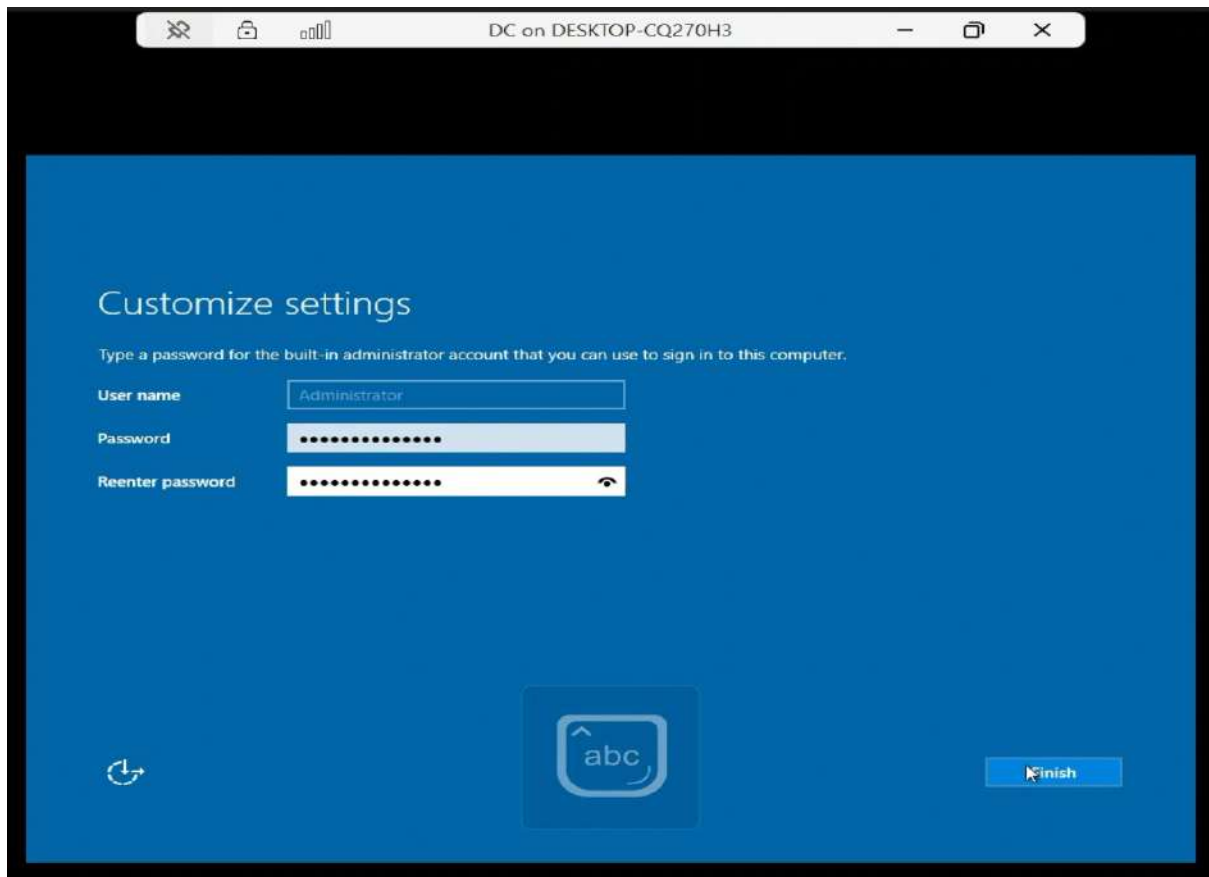 DC on DESKTOP-CQ270H3
Customize settings
Type a password for the built-in administrator account that you can use to sign in to this computer.
User name Administrator
Password ••••••••••••••
Reenter password ••••••••••••••
abc
Finish